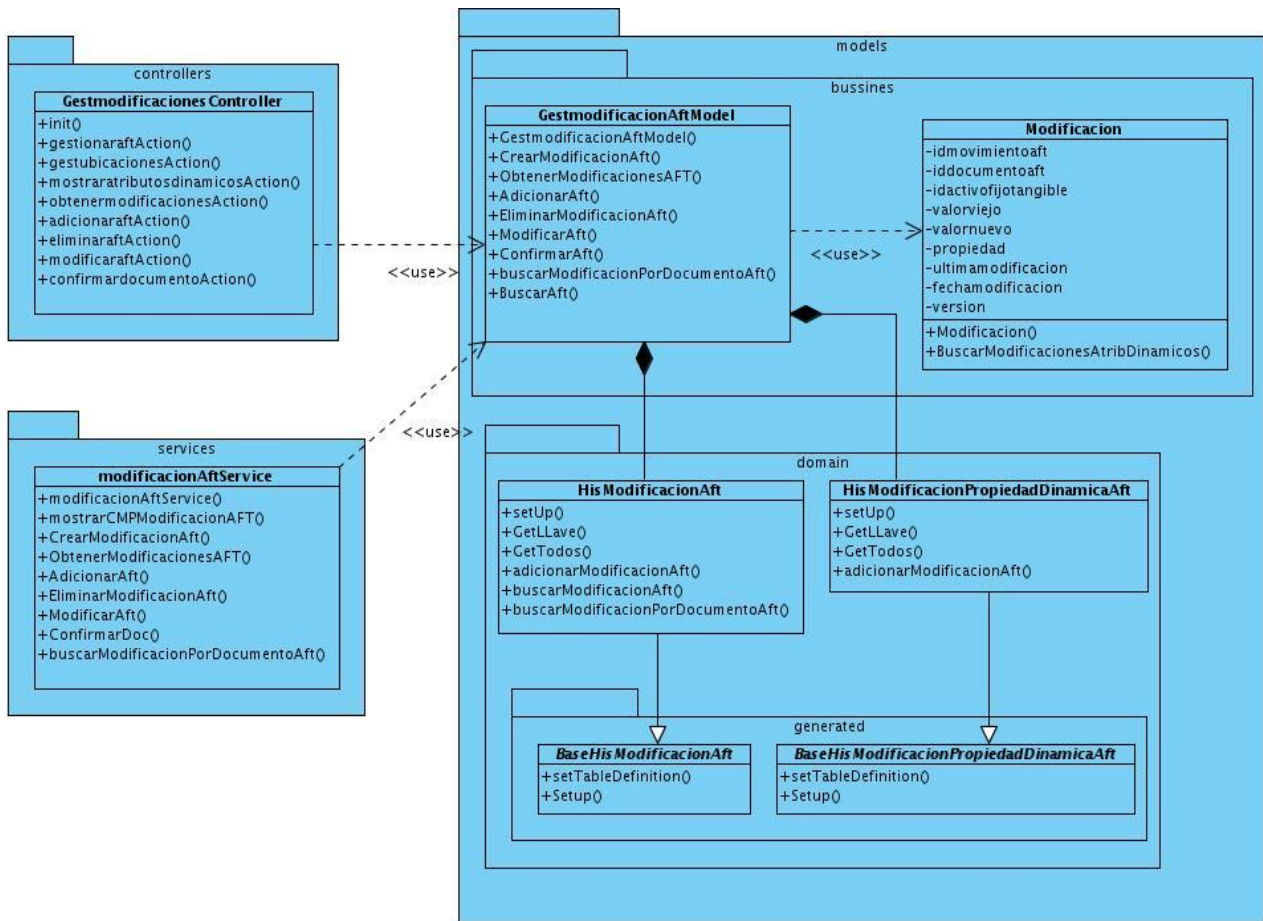 controllers
GestmodificacionesController
+init()
+gestionaraftAction()
+gestubicacionesAction()
+mostraratributosdinamicosAction()
+obtenermodificacionesAction()
+adicionaraftAction()
+eliminaraftAction()
+modificaraftAction()
+confirmardocumentoAction()
<<use>>
services
modificacionAftService
+modificacionAftService()
+mostrarCMPModificacionAFT()
+CrearModificacionAft()
+ObtenerModificacionesAFT()
+AdicionarAft()
+EliminarModificacionAft()
+ModificarAft()
+ConfirmarDoc()
+buscarModificacionPorDocumentoAft()
<<use>>
models
bussines
GestmodificacionAftModel
+GestmodificacionAftModel()
+CrearModificacionAft()
+ObtenerModificacionesAFT()
+AdicionarAft()
+EliminarModificacionAft()
+ModificarAft()
+ConfirmarAft()
+buscarModificacionPorDocumentoAft()
+BuscarAft()
<<use>>
Modificacion
-idmovimientoaft
-iddocumentoaft
-idactivofijotangible
-valorviejo
-valornuevo
-propiedad
-ultimamodificacion
-fechamodificacion
-version
+Modificacion()
+BuscarModificacionesAtribDinamicos()
domain
HisModificacionAft
+setUp()
+GetLLave()
+GetTodos()
+adicionarModificacionAft()
+buscarModificacionAft()
+buscarModificacionPorDocumentoAft()
HisModificacionPropiedadDinamicaAft
+setUp()
+GetLLave()
+GetTodos()
+adicionarModificacionAft()
generated
BaseHisModificacionAft
+setTableDefinition()
+Setup()
BaseHisModificacionPropiedadDinamicaAft
+setTableDefinition()
+Setup()